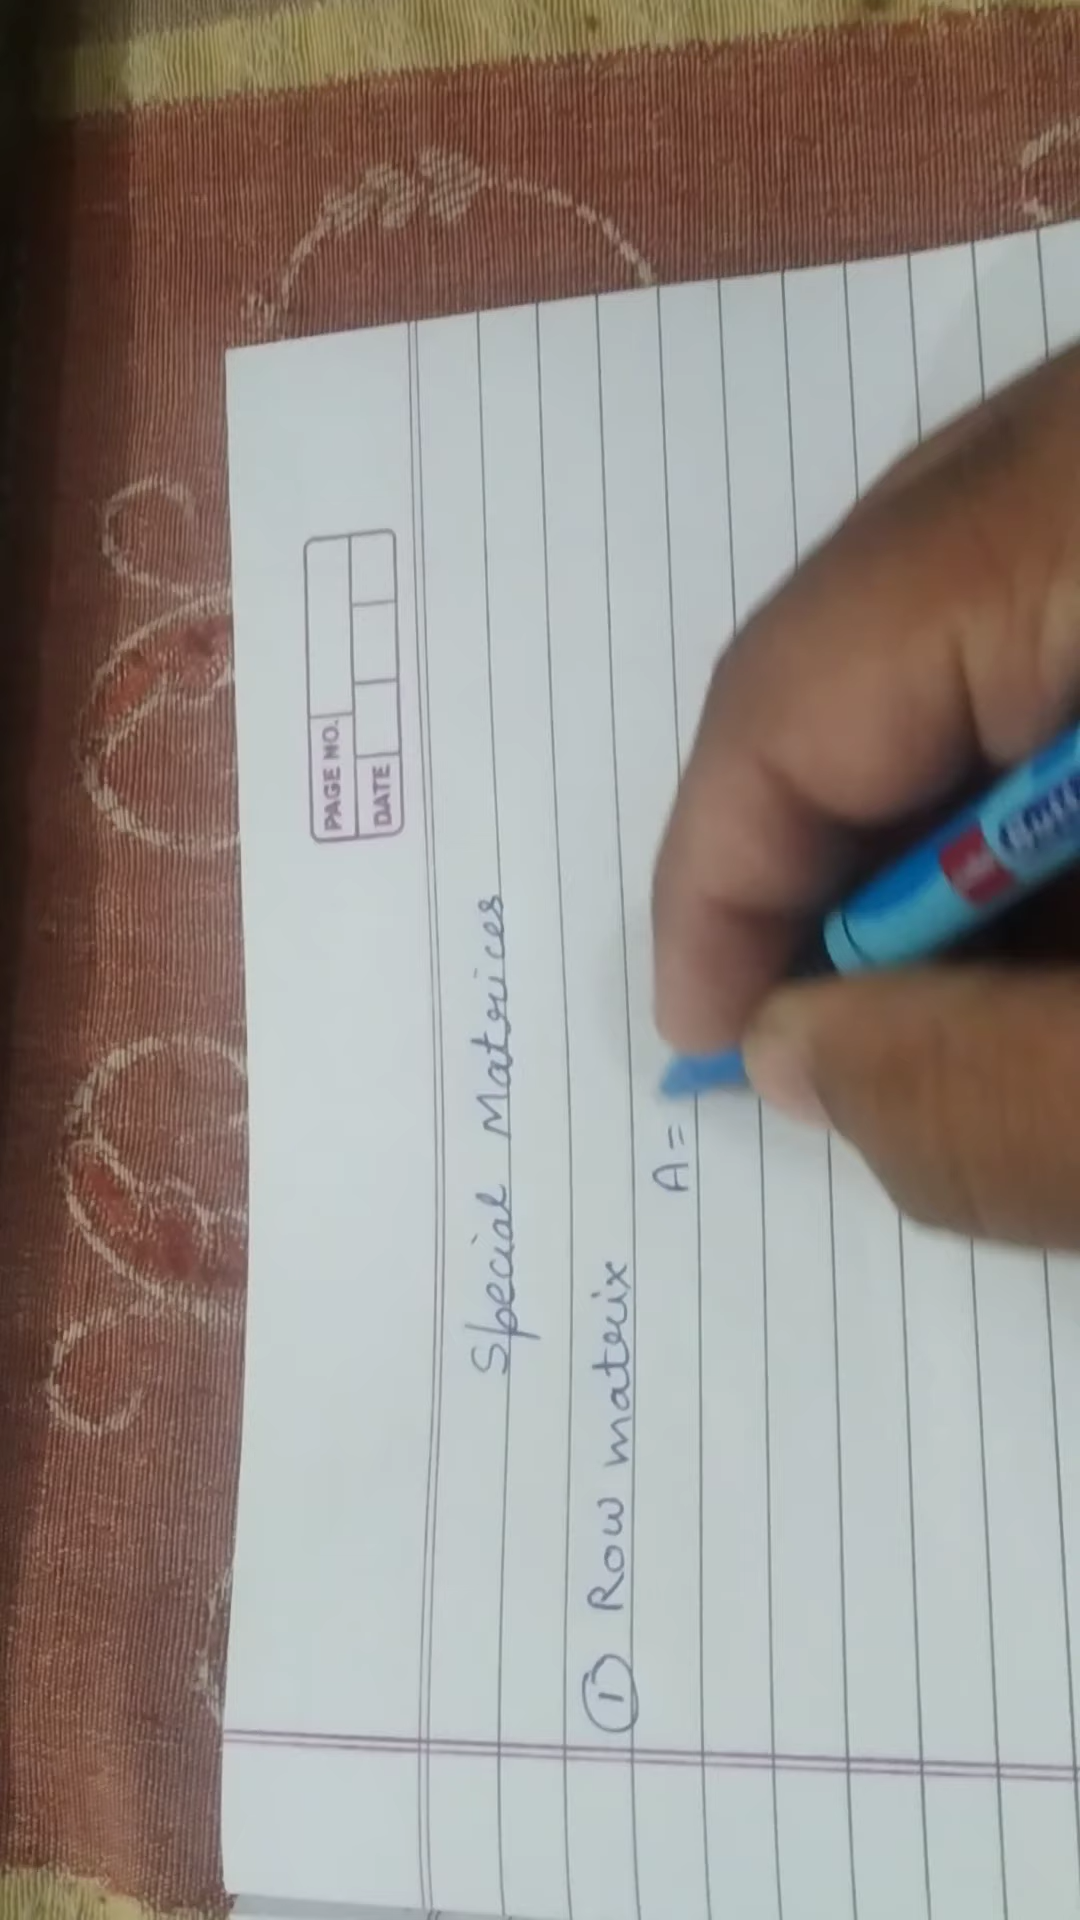 PAGE NO.
DATE
Special Matrices
① Row matrix
A =